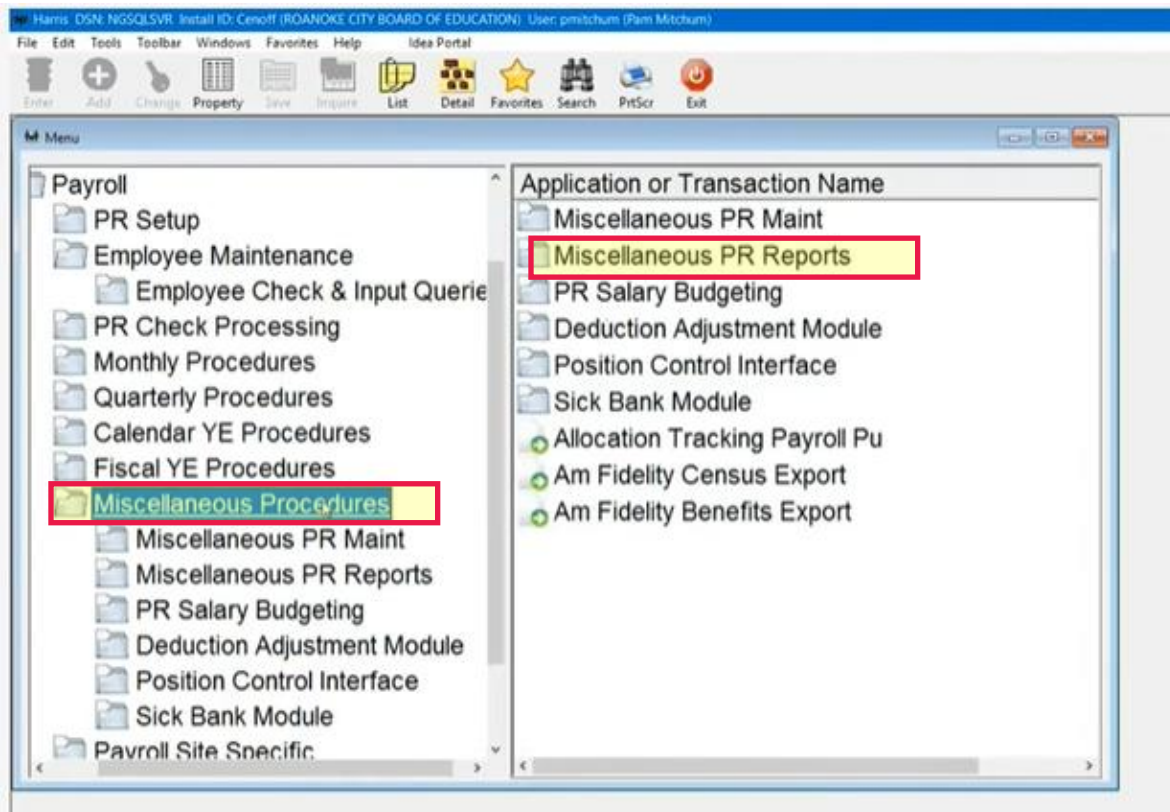 Harris DSN: NGSQLSVR Install ID: Cenoff (ROANOKE CITY BOARD OF EDUCATION) User: pmitchum (Pam Mitchum)
File Edit Tools Toolbar Windows Favorites Help Idea Portal
Enter Add Change Property Save Inquire List Detail Favorites Search PrtScr Exit
Menu
Payroll
PR Setup
Employee Maintenance
Employee Check & Input Querie
PR Check Processing
Monthly Procedures
Quarterly Procedures
Calendar YE Procedures
Fiscal YE Procedures
Miscellaneous Procedures
Miscellaneous PR Maint
Miscellaneous PR Reports
PR Salary Budgeting
Deduction Adjustment Module
Position Control Interface
Sick Bank Module
Payroll Site Specific
Application or Transaction Name
Miscellaneous PR Maint
Miscellaneous PR Reports
PR Salary Budgeting
Deduction Adjustment Module
Position Control Interface
Sick Bank Module
Allocation Tracking Payroll Pu
Am Fidelity Census Export
Am Fidelity Benefits Export